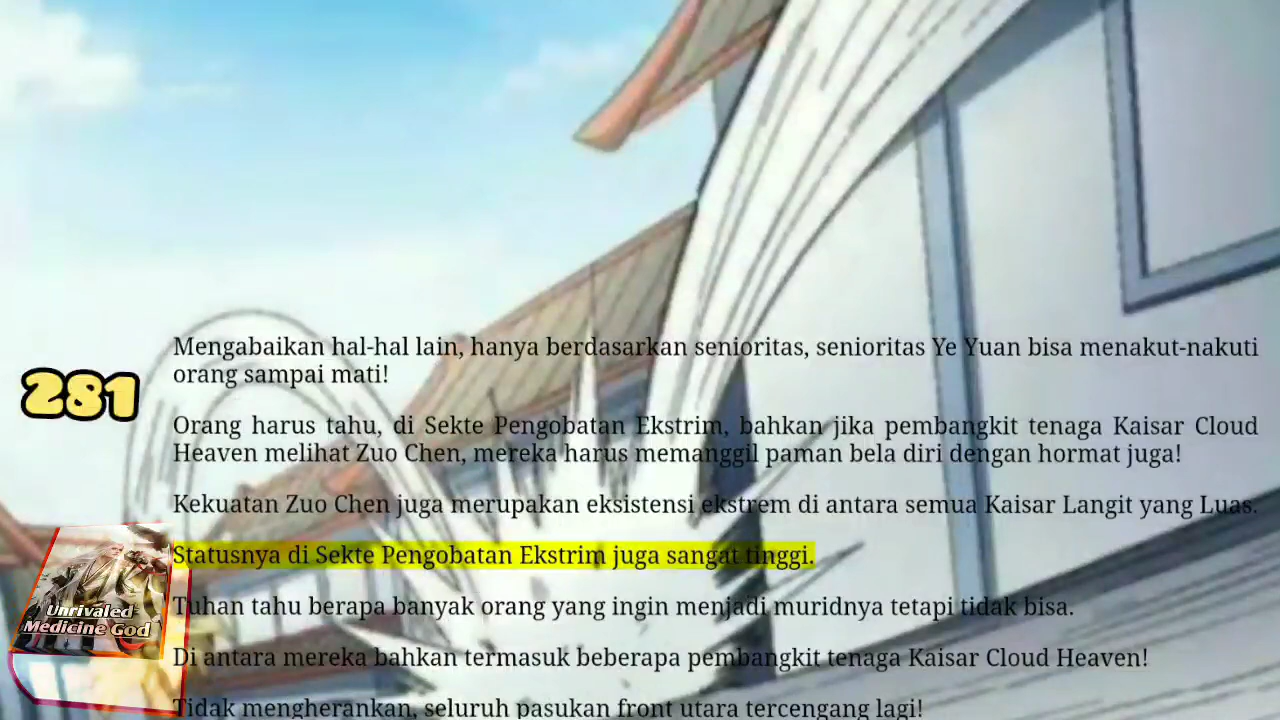 Mengabaikan hal-hal lain, hanya berdasarkan senioritas, senioritas Ye Yuan bisa menakut-nakuti
orang sampai mati!
281
Orang harus tahu, di Sekte Pengobatan Ekstrim, bahkan jika pembangkit tenaga Kaisar Cloud
Heaven melihat Zuo Chen, mereka harus memanggil paman bela diri dengan hormat juga!
Kekuatan Zuo Chen juga merupakan eksistensi ekstrem di antara semua Kaisar Langit yang Luas.
Statusnya di Sekte Pengobatan Ekstrim juga sangat tinggi.
Tuhan tahu berapa banyak orang yang ingin menjadi muridnya tetapi tidak bisa.
Unrivaled
Medicine God
Di antara mereka bahkan termasuk beberapa pembangkit tenaga Kaisar Cloud Heaven!
Tidak mengherankan, seluruh pasukan front utara tercengang lagi!